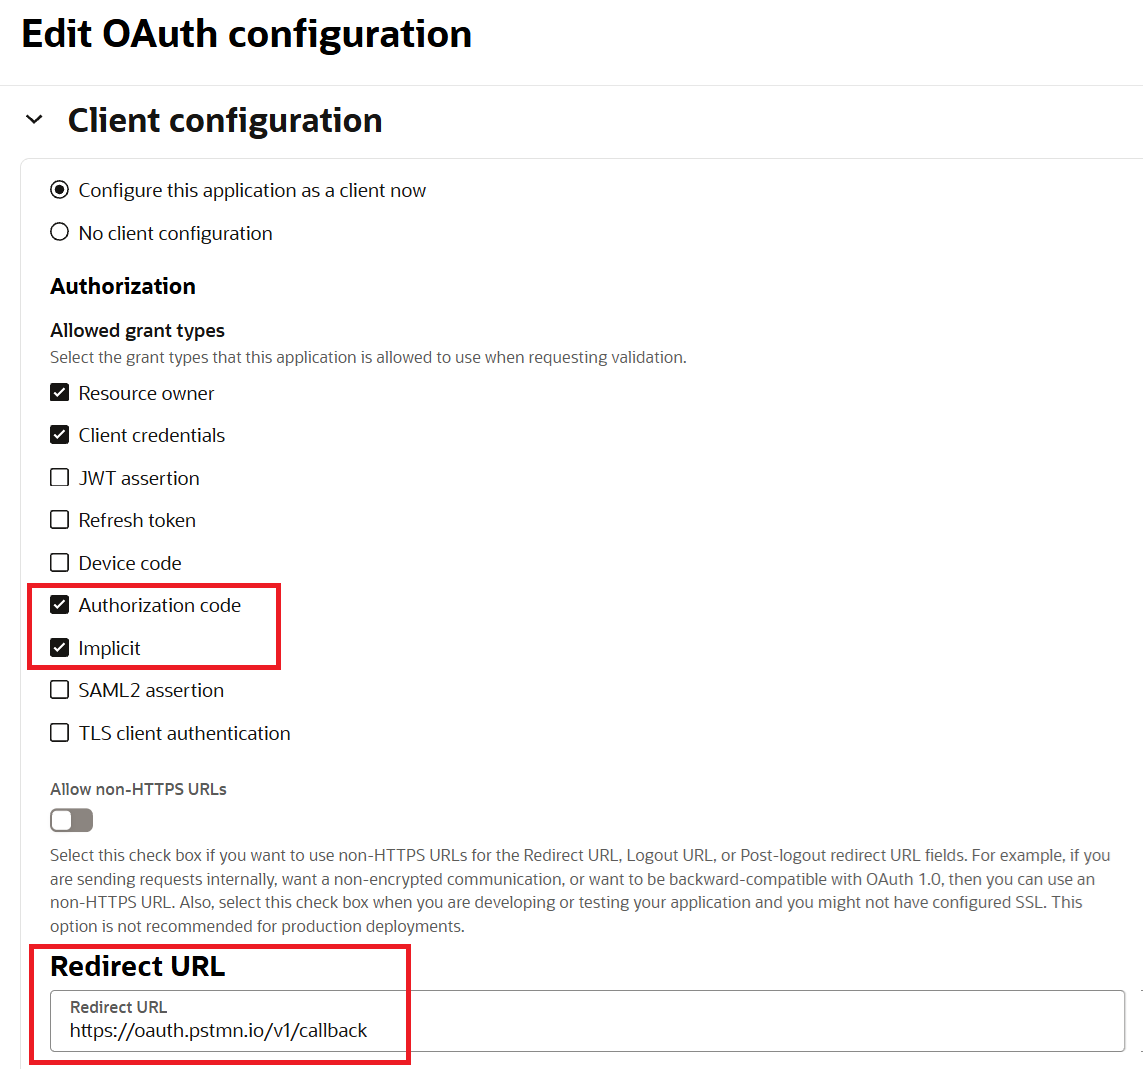 Edit OAuth configuration
Client configuration
Configure this application as a client now
No client configuration
Authorization
Allowed grant types
Select the grant types that this application is allowed to use when requesting validation.
Resource owner
Client credentials
JWT assertion
Refresh token
Device code
Authorization code
Implicit
SAML2 assertion
TLS client authentication
Allow non-HTTPS URLs
Select this check box if you want to use non-HTTPS URLs for the Redirect URL, Logout URL, or Post-logout redirect URL fields. For example, if you
are sending requests internally, want a non-encrypted communication, or want to be backward-compatible with OAuth 1.0, then you can use an
non-HTTPS URL. Also, select this check box when you are developing or testing your application and you might not have configured SSL. This
option is not recommended for production deployments.
Redirect URL
Redirect URL
https://oauth.pstmn.io/v1/callback